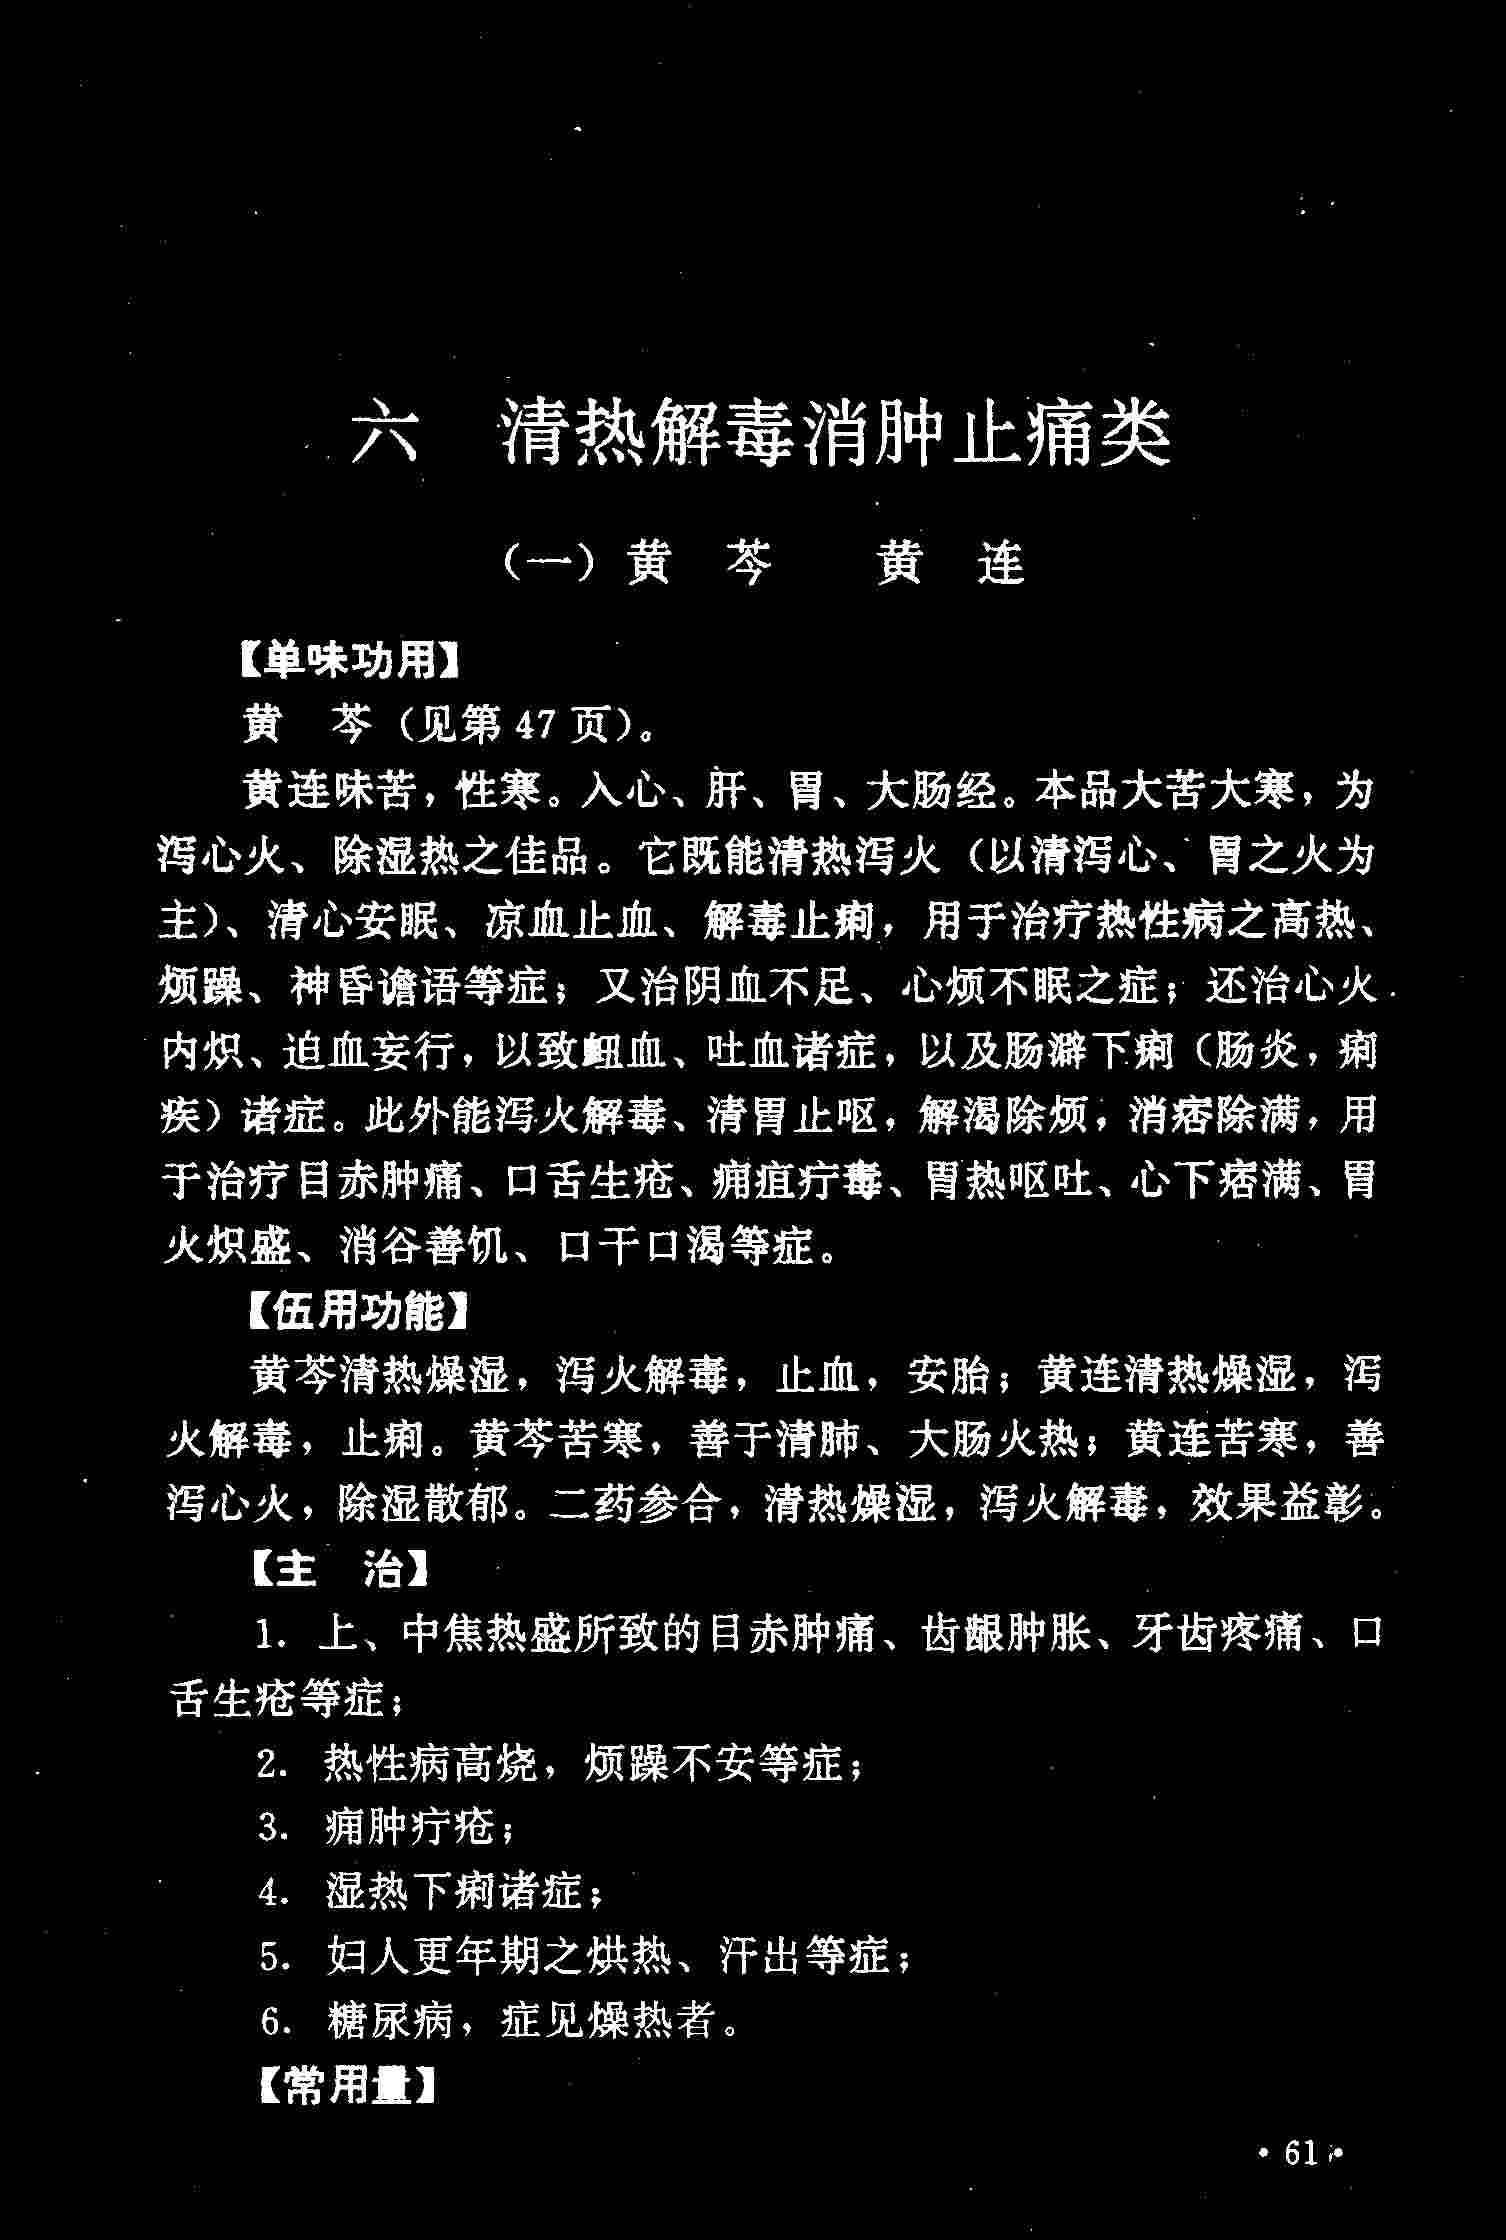 六 清热解毒消肿止痛类
（一）黄 芩 黄 连
【单味功用】
黄 芩（见第 47 页）。
黄连味苦，性寒。入心、肝、胃、大肠经。本品大苦大寒，为
泻心火、除湿热之佳品。它既能清热泻火（以清泻心、胃之火为
主）、清心安眠、凉血止血、解毒止痢，用于治疗热性病之高热、
烦躁、神昏谵语等症；又治阴血不足、心烦不眠之症；还治心火
内炽、迫血妄行，以致衄血、吐血诸症，以及肠澼下痢（肠炎，痢
疾）诸症。此外能泻火解毒、清胃止呕，解渴除烦，消痞除满，用
于治疗目赤肿痛、口舌生疮、痈疽疔毒、胃热呕吐、心下痞满、胃
火炽盛、消谷善饥、口干口渴等症。
【伍用功能】
黄芩清热燥湿，泻火解毒，止血，安胎；黄连清热燥湿，泻
火解毒，止痢。黄芩苦寒，善于清肺、大肠火热；黄连苦寒，善
泻心火，除湿散郁。二药参合，清热燥湿，泻火解毒，效果益彰。
【主 治】
1. 上、中焦热盛所致的目赤肿痛、齿龈肿胀、牙齿疼痛、口
舌生疮等症；
2. 热性病高烧，烦躁不安等症；
3. 痈肿疔疮；
4. 湿热下痢诸症；
5. 妇人更年期之烘热、汗出等症；
6. 糖尿病，症见燥热者。
【常用量】
· 61 ·